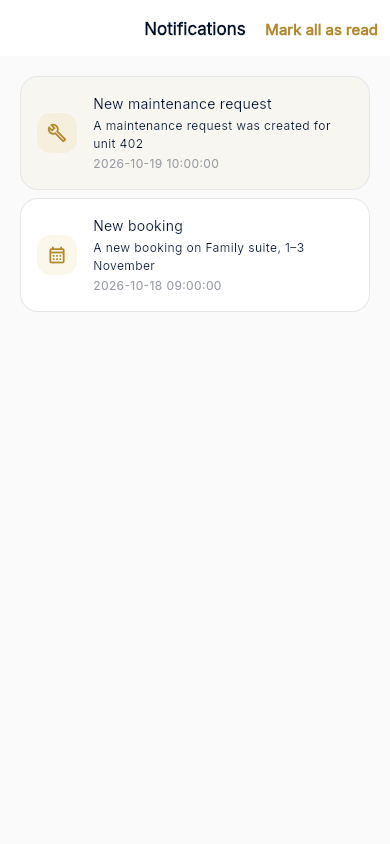 Notifications
Mark all as read
New maintenance request
A maintenance request was created for
unit 402
2026-10-19 10:00:00
New booking
A new booking on Family suite, 1–3
November
2026-10-18 09:00:00